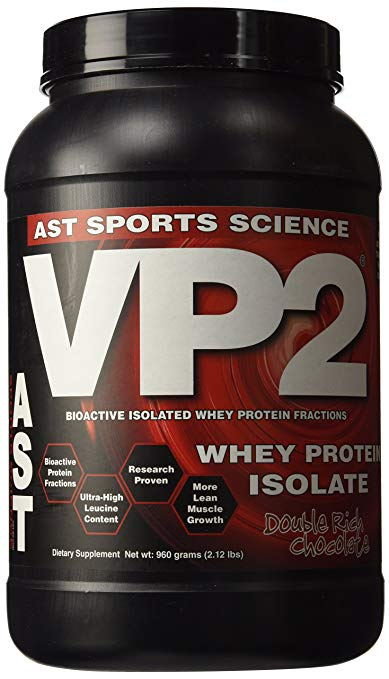 AST SPORTS SCIENCE
VP2
BIOACTIVE ISOLATED WHEY PROTEIN FRACTIONS
WHEY PROTEIN
ISOLATE
Double Rich
Chocolate
AST
Bioactive
Protein
Fractions
Ultra-High
Leucine
Content
Research
Proven
More
Lean
Muscle
Growth
Dietary Supplement Net wt: 960 grams (2.12 lbs)